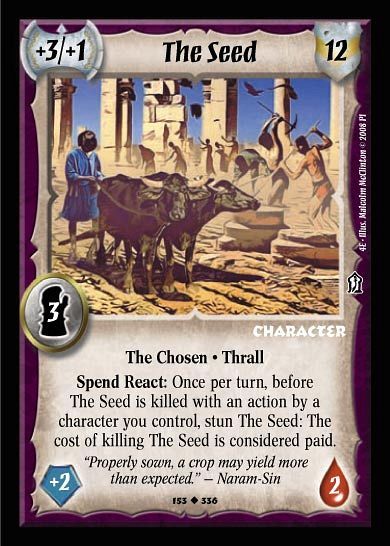 +3/+1
The Seed
12
4E • Illus. Malcolm McClinton © 2008 PI
3
CHARACTER
The Chosen • Thrall
Spend React: Once per turn, before
The Seed is killed with an action by a
character you control, stun The Seed: The
cost of killing The Seed is considered paid.
“Properly sown, a crop may yield more
than expected.” – Naram-Sin
+2
2
153 ◆ 336